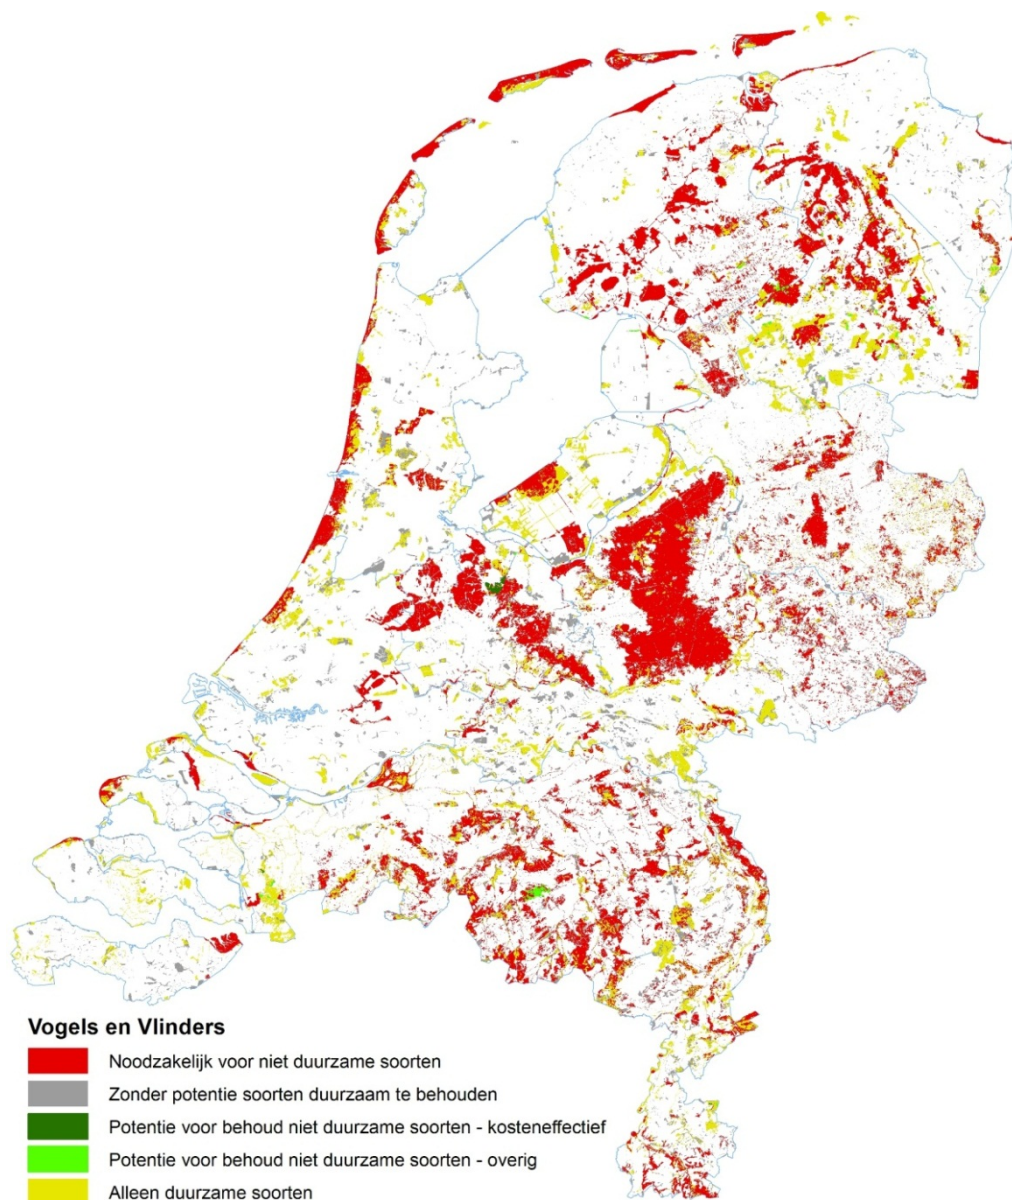 Vogels en Vlinders
Noodzakelijk voor niet duurzame soorten
Zonder potentie soorten duurzaam te behouden
Potentie voor behoud niet duurzame soorten - kosteneffectief
Potentie voor behoud niet duurzame soorten - overig
Alleen duurzame soorten